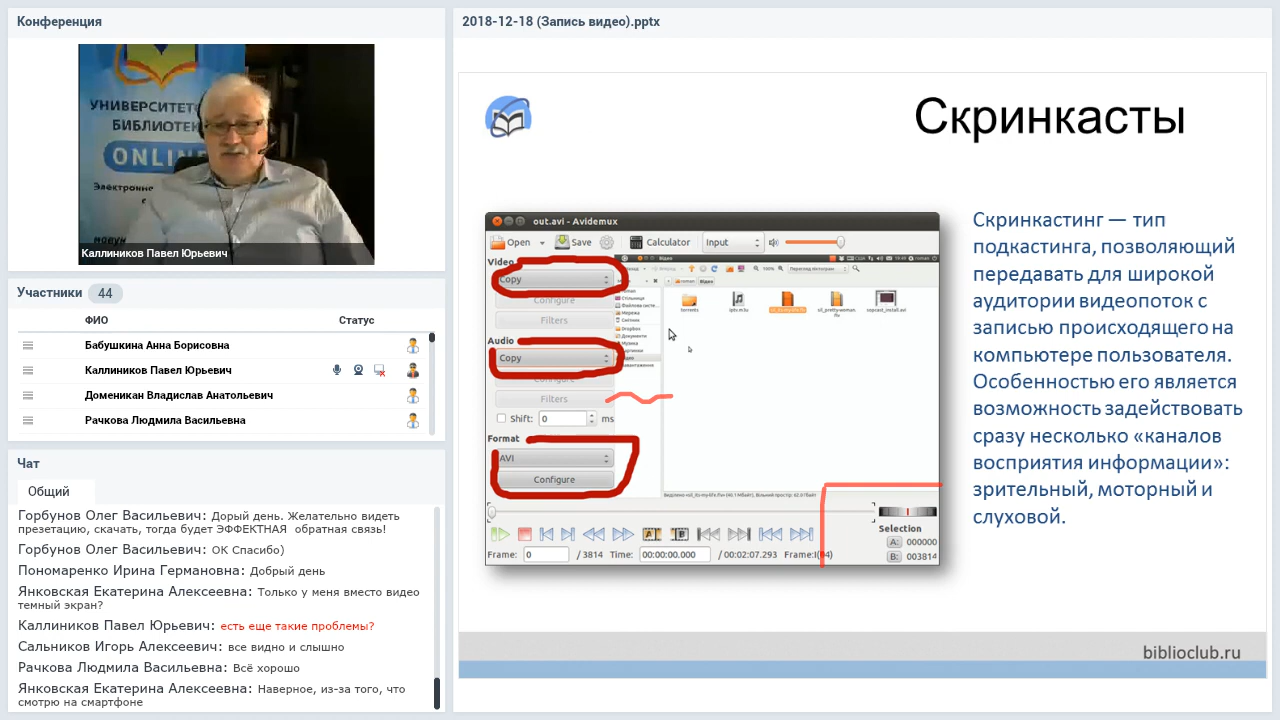 Конференция
УНИВЕРСИТЕТС
БИБЛИОТЕК
ONLIN
Электронно
Каллиников Павел Юрьевич
Участники 44
ФИО Статус
Бабушкина Анна Борисовна
Каллиников Павел Юрьевич
Доменикан Владислав Анатольевич
Рачкова Людмила Васильевна
Чат
Общий
Горбунов Олег Васильевич: Дорый день. Желательно видеть
презетацию, скачать, тогда будет ЭФФЕКТНАЯ обратная связь!
Горбунов Олег Васильевич: ОК Спасибо)
Пономаренко Ирина Германовна: Добрый день
Янковская Екатерина Алексеевна: Только у меня вместо видео
темный экран?
Каллиников Павел Юрьевич: есть еще такие проблемы?
Сальников Игорь Алексеевич: все видно и слышно
Рачкова Людмила Васильевна: Всё хорошо
Янковская Екатерина Алексеевна: Наверное, из-за того, что
смотрю на смартфоне
2018-12-18 (Запись видео).pptx
Скринкасты
out.avi - Avidemux
Open Save Calculator Input
Video
Copy
Configure
Filters
Audio
Copy
Configure
Filters
Shift: 0 ms
Format
AVI
Configure
Selection
A: 000000
B: 003814
Frame: 0 / 3814 Time: 00:00:00.000 / 00:02:07.293 Frame:I(04)
Скринкастинг — тип
подкастинга, позволяющий
передавать для широкой
аудитории видеопоток с
записью происходящего на
компьютере пользователя.
Особенностью его является
возможность задействовать
сразу несколько «каналов
восприятия информации»:
зрительный, моторный и
слуховой.
biblioclub.ru